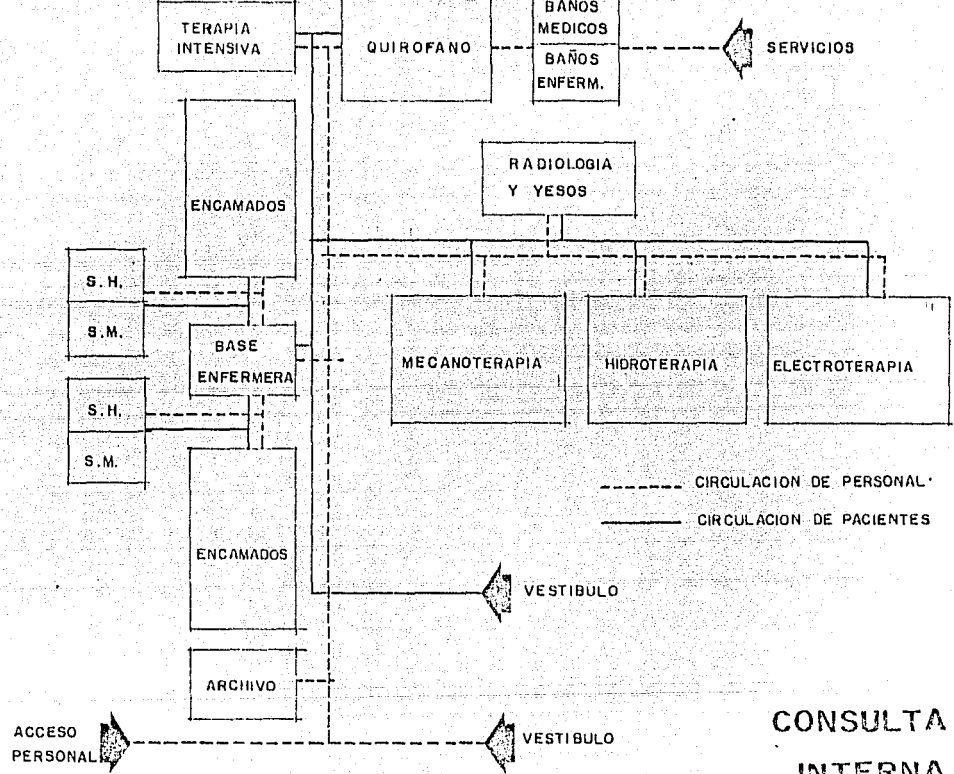 BAÑOS
MEDICOS
BAÑOS
ENFERM.
TERAPIA
INTENSIVA
QUIROFANO
SERVICIOS
RADIOLOGIA
Y YESOS
ENCAMADOS
S.H.
S.M.
BASE
ENFERMERA
MECANOTERAPIA
HIDROTERAPIA
ELECTROTERAPIA
S.H.
S.M.
CIRCULACION DE PERSONAL.
CIRCULACION DE PACIENTES
ENCAMADOS
VESTIBULO
ARCHIVO
ACCESO
PERSONAL
VESTIBULO
CONSULTA
INTERNA